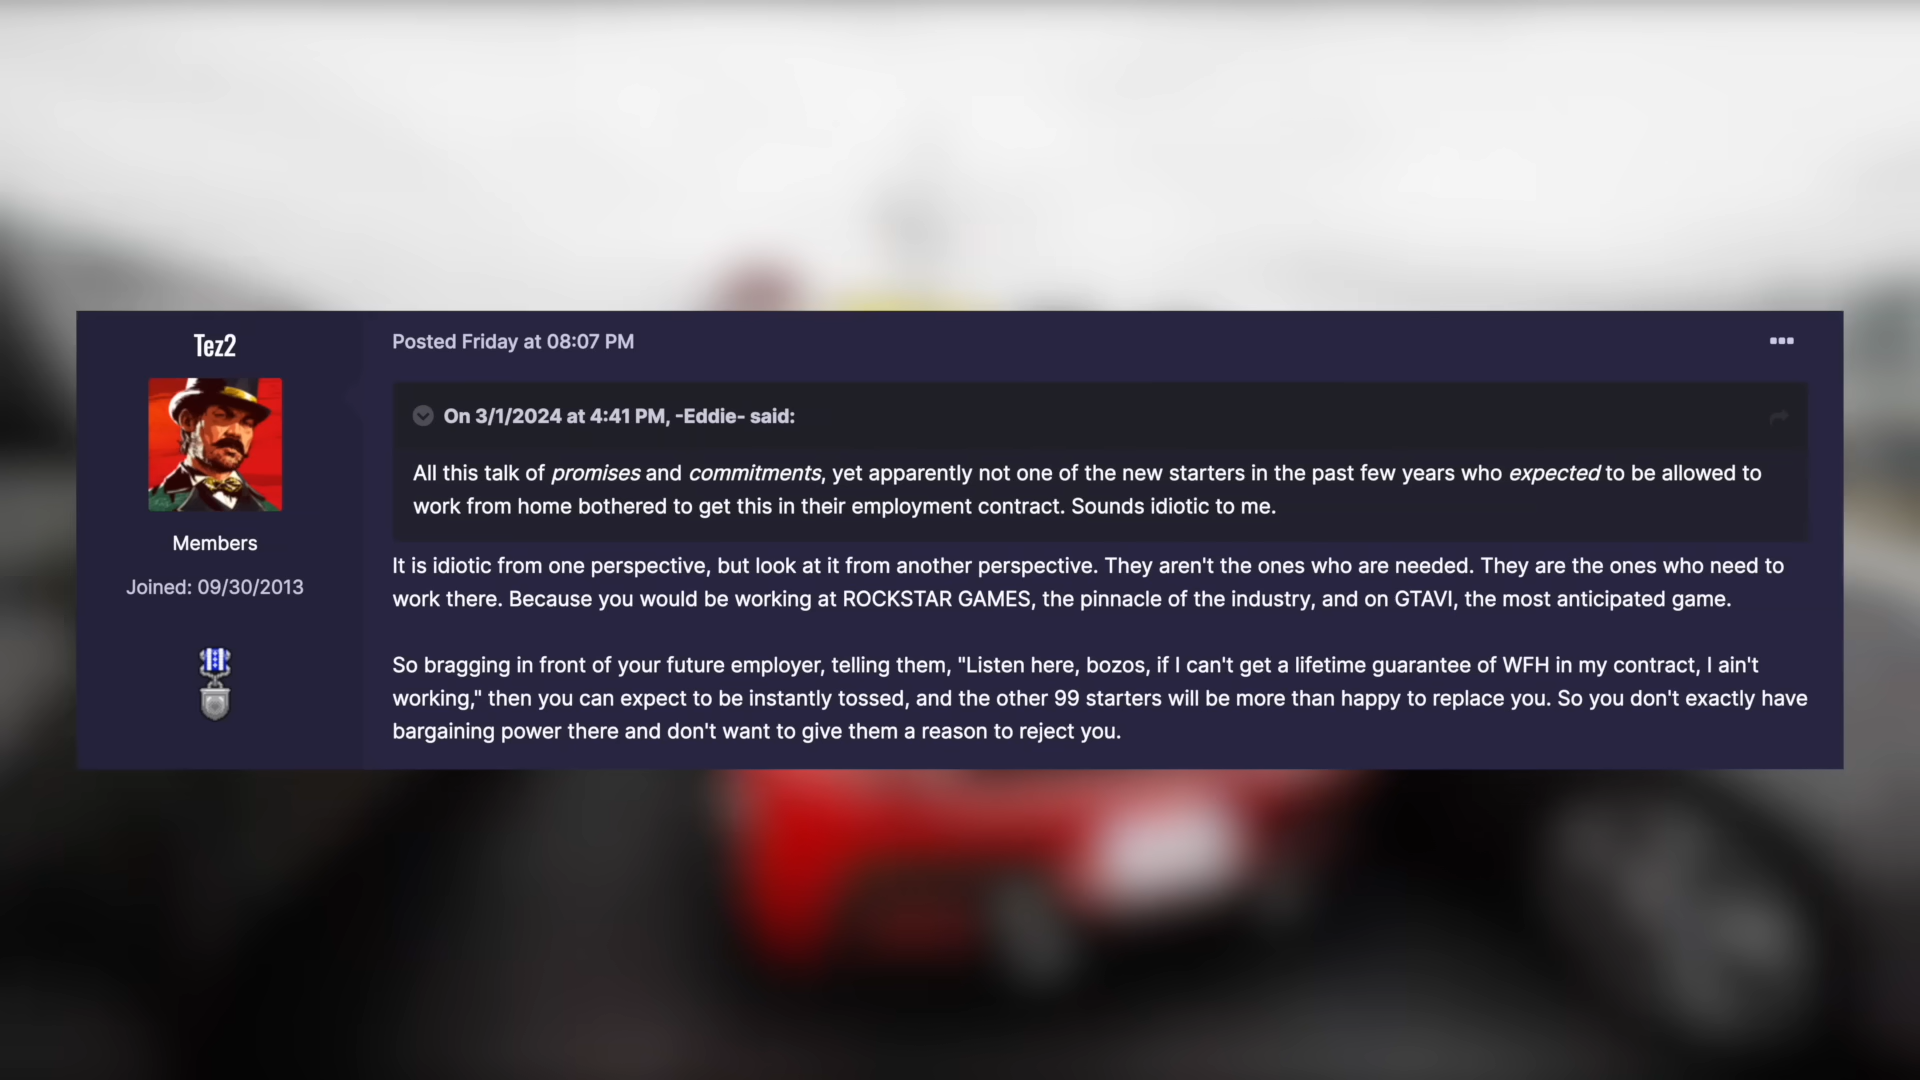 Tez2
Members
Joined: 09/30/2013
Posted Friday at 08:07 PM
On 3/1/2024 at 4:41 PM, -Eddie- said:
All this talk of promises and commitments, yet apparently not one of the new starters in the past few years who expected to be allowed to
work from home bothered to get this in their employment contract. Sounds idiotic to me.
It is idiotic from one perspective, but look at it from another perspective. They aren't the ones who are needed. They are the ones who need to
work there. Because you would be working at ROCKSTAR GAMES, the pinnacle of the industry, and on GTAVI, the most anticipated game.
So bragging in front of your future employer, telling them, "Listen here, bozos, if I can't get a lifetime guarantee of WFH in my contract, I ain't
working," then you can expect to be instantly tossed, and the other 99 starters will be more than happy to replace you. So you don't exactly have
bargaining power there and don't want to give them a reason to reject you.